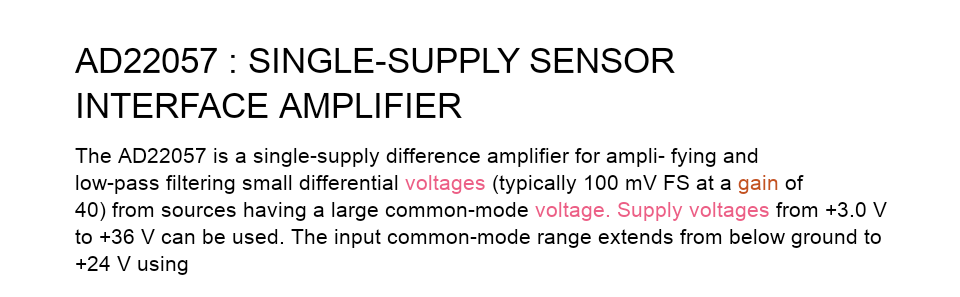 AD22057 : SINGLE-SUPPLY SENSOR
INTERFACE AMPLIFIER
The AD22057 is a single-supply difference amplifier for ampli- fying and
low-pass filtering small differential voltages (typically 100 mV FS at a gain of
40) from sources having a large common-mode voltage. Supply voltages from +3.0 V
to +36 V can be used. The input common-mode range extends from below ground to
+24 V using